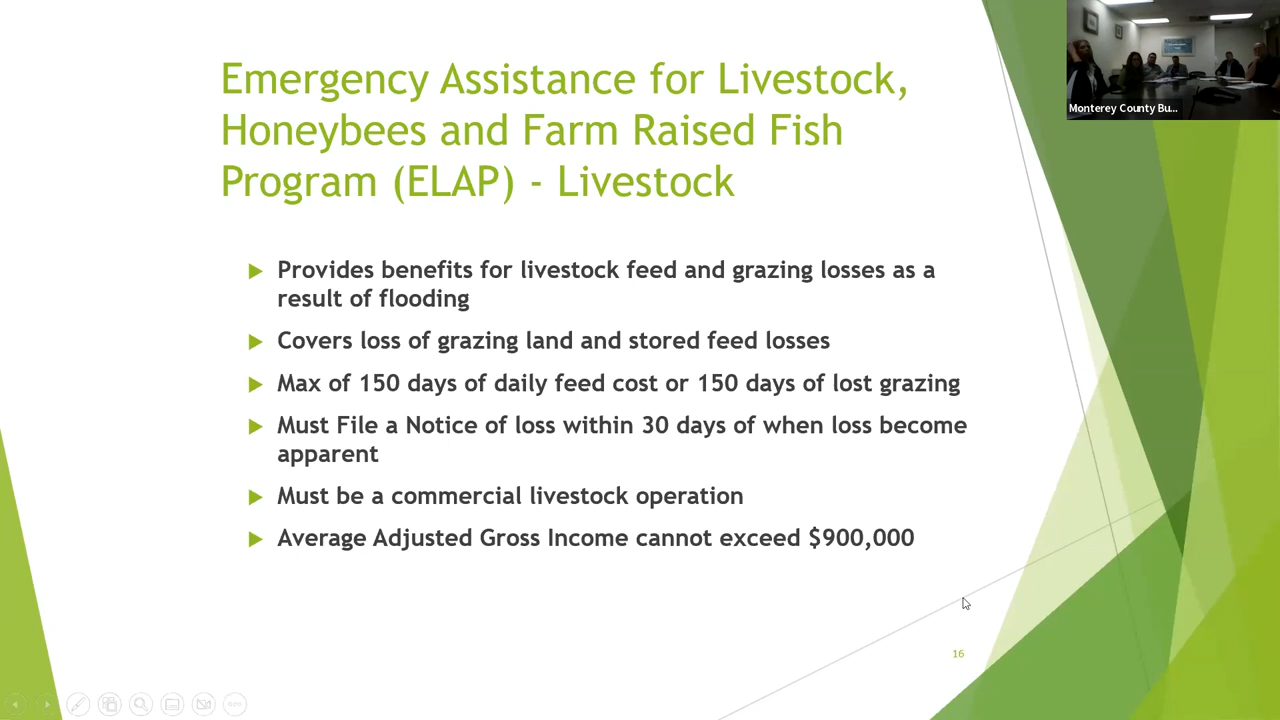 Emergency Assistance for Livestock,
Honeybees and Farm Raised Fish
Program (ELAP) - Livestock
Provides benefits for livestock feed and grazing losses as a
result of flooding
Covers loss of grazing land and stored feed losses
Max of 150 days of daily feed cost or 150 days of lost grazing
Must File a Notice of loss within 30 days of when loss become
apparent
Must be a commercial livestock operation
Average Adjusted Gross Income cannot exceed $900,000
16
Monterey County Bu...